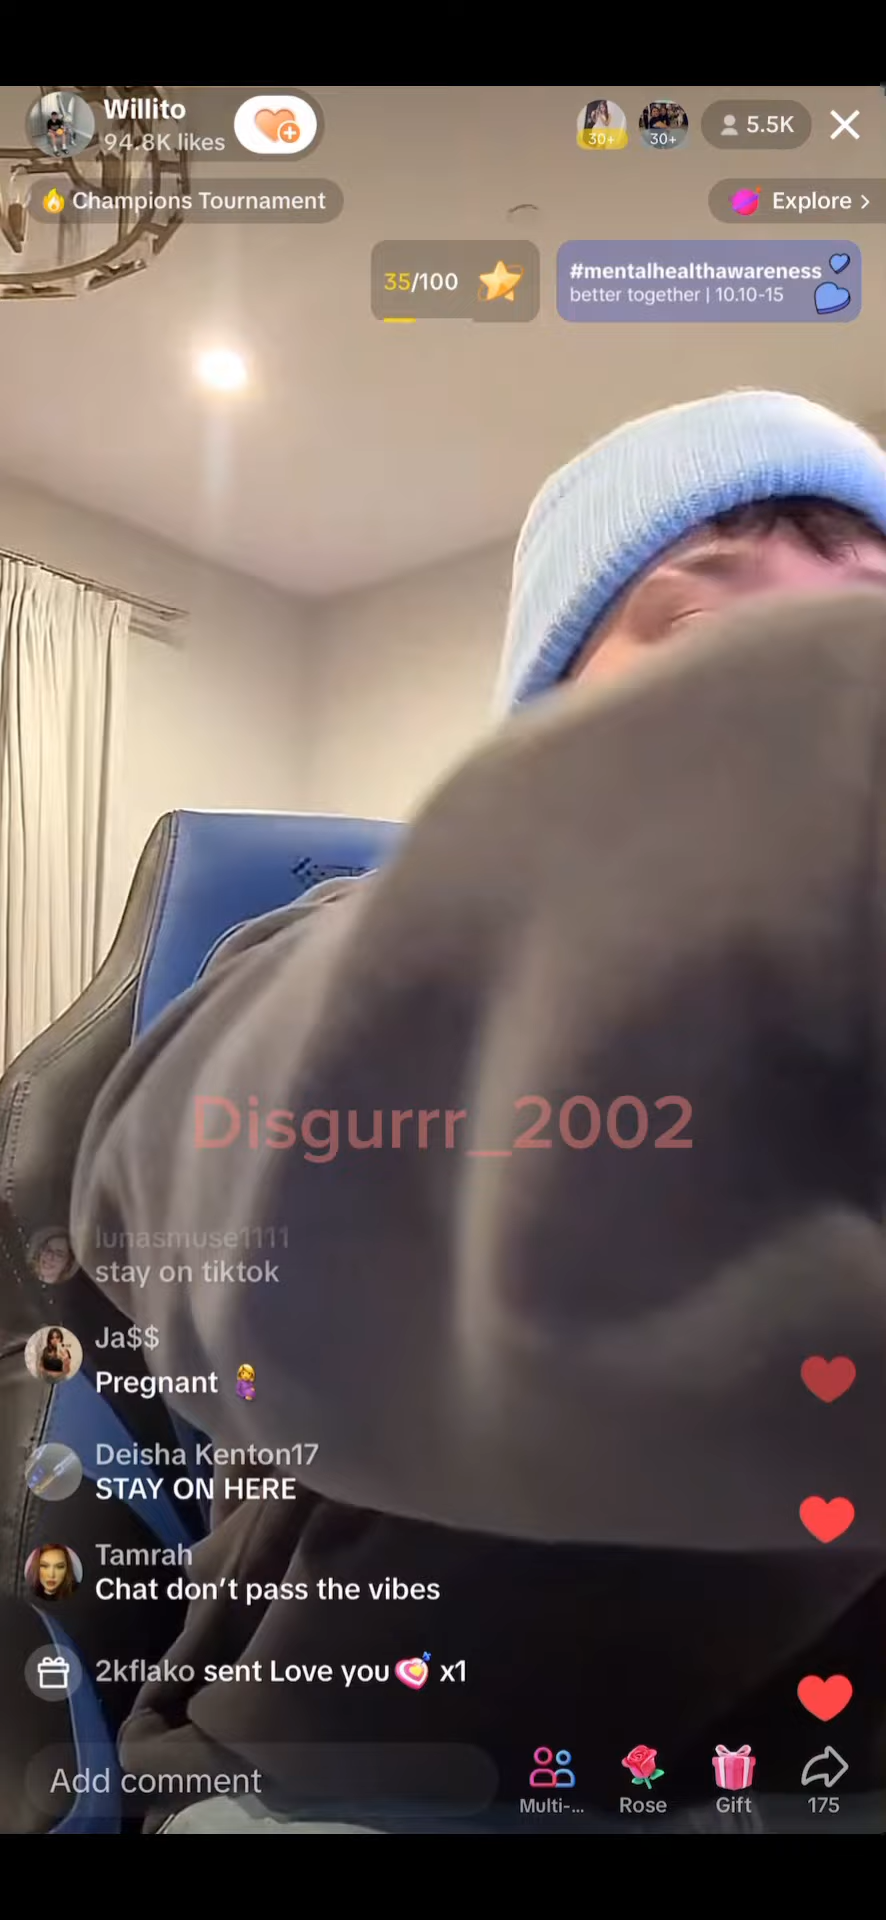 Willito
94.8K likes
30+
30+
5.5K
Champions Tournament
Explore
35/100
#mentalhealthawareness
better together | 10.10-15
Disgurrr_2002
lunasmuse1111
stay on tiktok
Ja$$
Pregnant 🫄
Deisha Kenton17
STAY ON HERE
Tamrah
Chat don't pass the vibes
2kflako sent Love you x1
Add comment
Multi-...
Rose
Gift
175